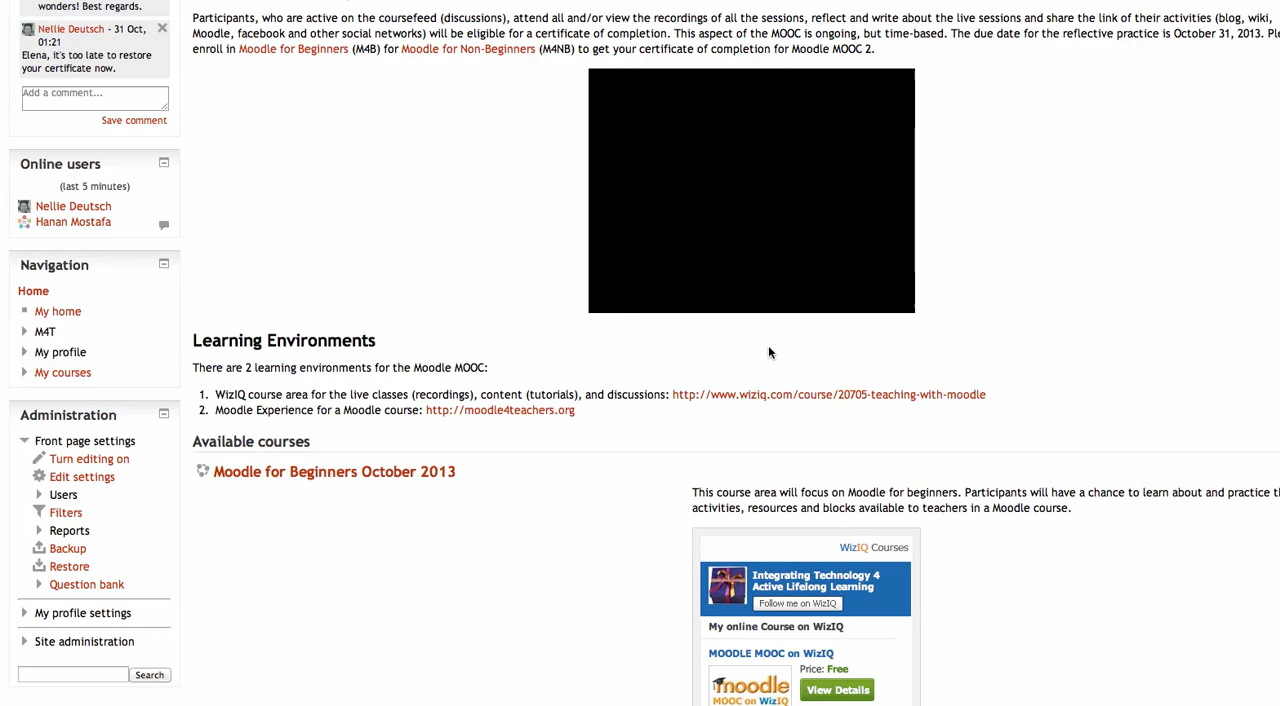 wonders! Best regards.
Nellie Deutsch - 31 Oct,
01:21
Elena, it's too late to restore
your certificate now.
Add a comment...
Save comment
Online users
(last 5 minutes)
Nellie Deutsch
Hanan Mostafa
Navigation
Home
My home
M4T
My profile
My courses
Administration
Front page settings
Turn editing on
Edit settings
Users
Filters
Reports
Backup
Restore
Question bank
My profile settings
Site administration
Search
Participants, who are active on the coursefeed (discussions), attend all and/or view the recordings of all the sessions, reflect and write about the live sessions and share the link of their activities (blog, wiki,
Moodle, facebook and other social networks) will be eligible for a certificate of completion. This aspect of the MOOC is ongoing, but time-based. The due date for the reflective practice is October 31, 2013. Ple
enroll in Moodle for Beginners (M4B) for Moodle for Non-Beginners (M4NB) to get your certificate of completion for Moodle MOOC 2.
Learning Environments
There are 2 learning environments for the Moodle MOOC:
1. WizIQ course area for the live classes (recordings), content (tutorials), and discussions: http://www.wiziq.com/course/20705-teaching-with-moodle
2. Moodle Experience for a Moodle course: http://moodle4teachers.org
Available courses
Moodle for Beginners October 2013
This course area will focus on Moodle for beginners. Participants will have a chance to learn about and practice th
activities, resources and blocks available to teachers in a Moodle course.
WizIQ Courses
Integrating Technology 4
Active Lifelong Learning
Follow me on WizIQ
My online Course on WizIQ
MOODLE MOOC on WizIQ
Price: Free
View Details
moodle
MOOC on WizIQ